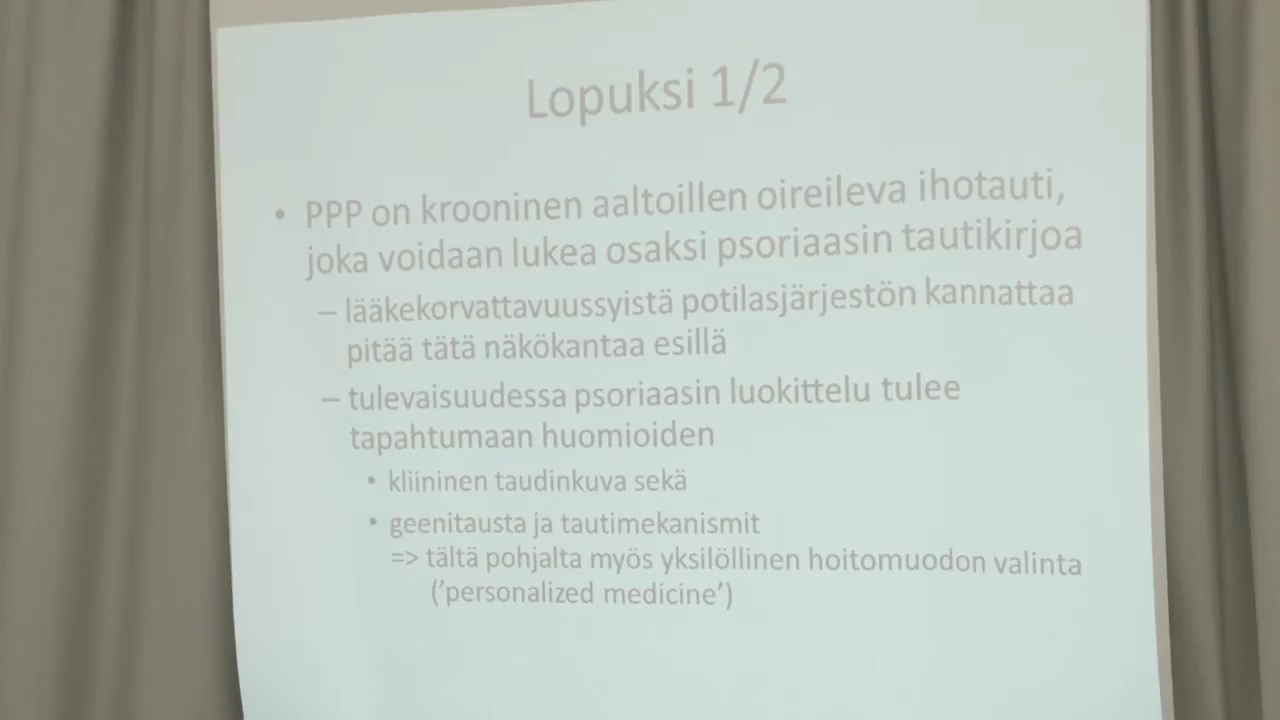 Lopuksi 1/2
• PPP on krooninen aaltoillen oireileva ihotauti,
joka voidaan lukea osaksi psoriaasin tautikirjoa
– lääkekorvattavuussyistä potilasjärjestön kannattaa
pitää tätä näkökantaa esillä
– tulevaisuudessa psoriaasin luokittelu tulee
tapahtumaan huomioiden
• kliininen taudinkuva sekä
• geenitausta ja tautimekanismit
=> tältä pohjalta myös yksilöllinen hoitomuodon valinta
(’personalized medicine’)